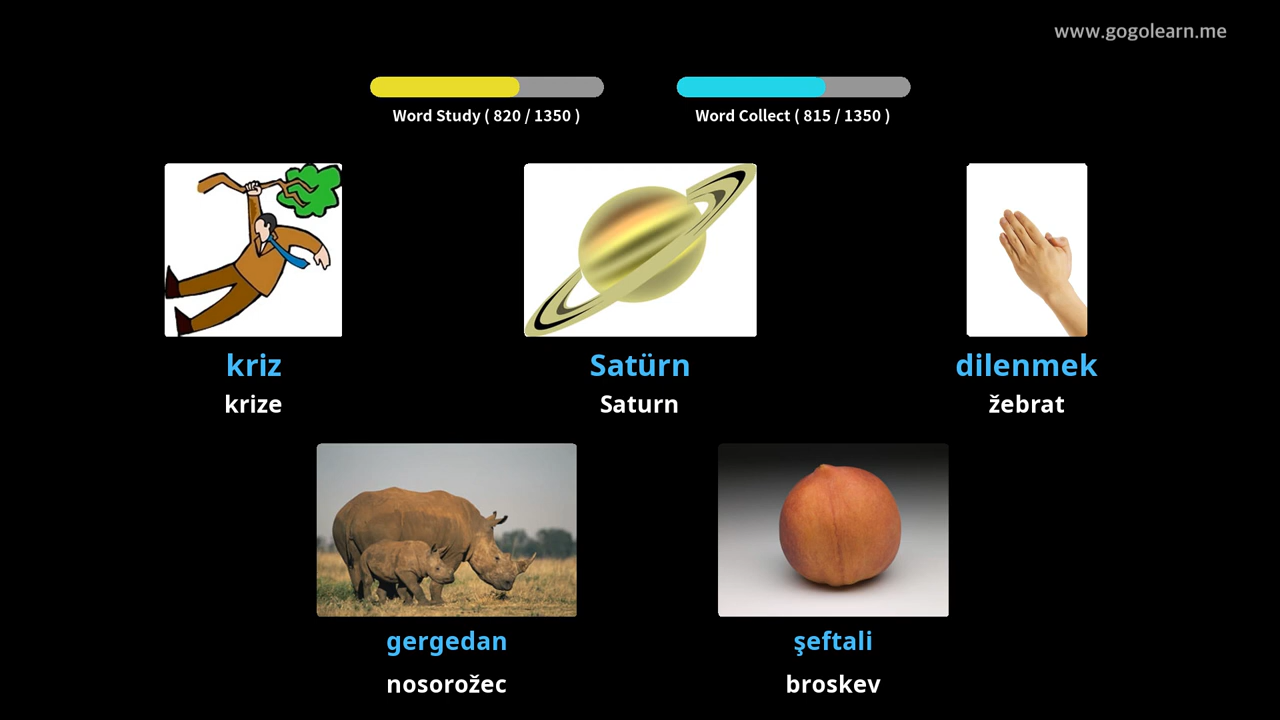 www.gogolearn.me
Word Study ( 820 / 1350 )
Word Collect ( 815 / 1350 )
kriz
krize
Satürn
Saturn
dilenmek
žebrat
gergedan
nosorožec
şeftali
broskev